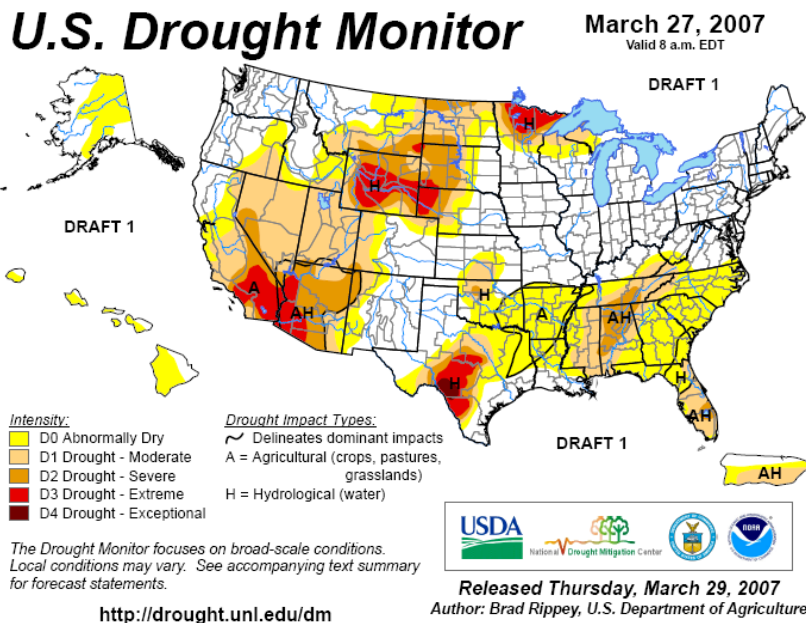 U.S. Drought Monitor
March 27, 2007
Valid 8 a.m. EDT
DRAFT 1
H
H
DRAFT 1
A
AH
H
A
AH
H
H
AH
DRAFT 1
AH
Intensity:
D0 Abnormally Dry
D1 Drought - Moderate
D2 Drought - Severe
D3 Drought - Extreme
D4 Drought - Exceptional
Drought Impact Types:
Delineates dominant impacts
A = Agricultural (crops, pastures,
grasslands)
H = Hydrological (water)
The Drought Monitor focuses on broad-scale conditions.
Local conditions may vary. See accompanying text summary
for forecast statements.
http://drought.unl.edu/dm
USDA
National Drought Mitigation Center
NOAA
Released Thursday, March 29, 2007
Author: Brad Rippey, U.S. Department of Agriculture